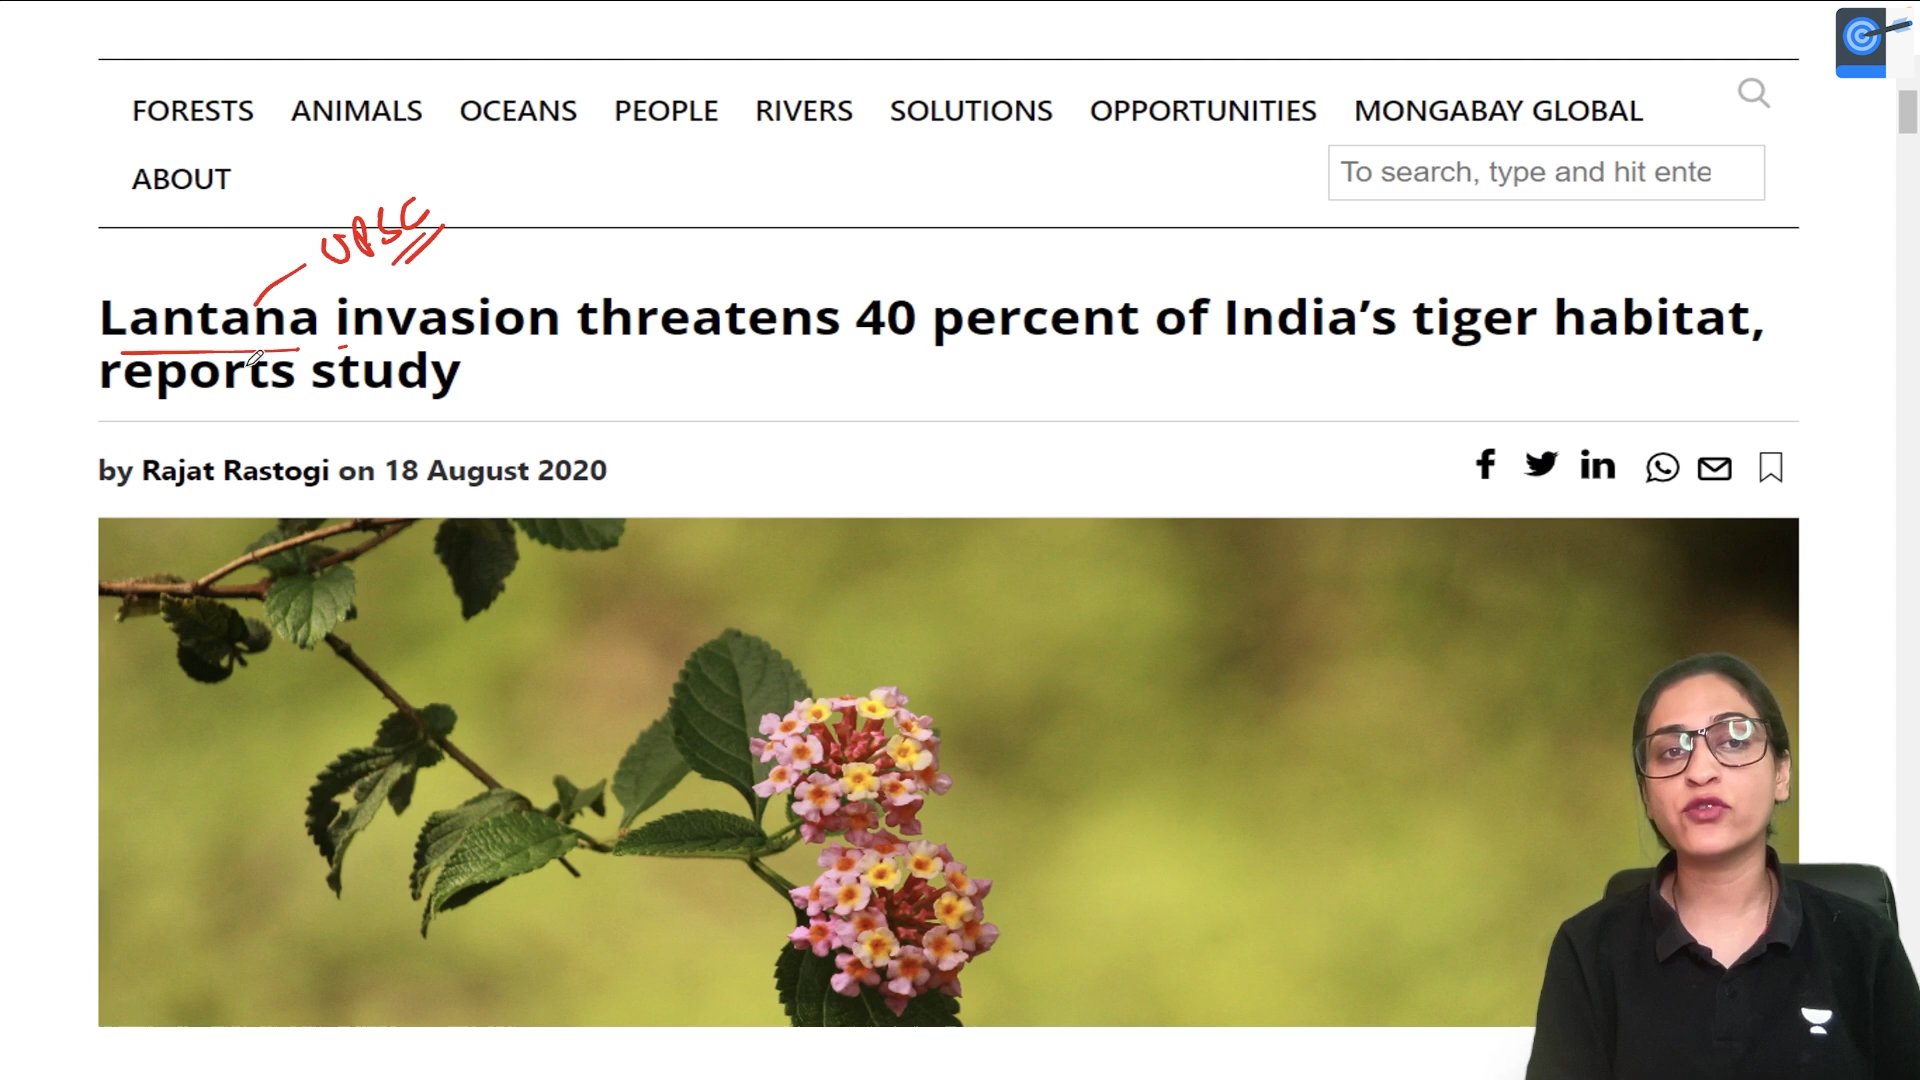 FORESTS ANIMALS OCEANS PEOPLE RIVERS SOLUTIONS OPPORTUNITIES MONGABAY GLOBAL
ABOUT
To search, type and hit ente
UPSC
Lantana invasion threatens 40 percent of India’s tiger habitat,
reports study
by Rajat Rastogi on 18 August 2020